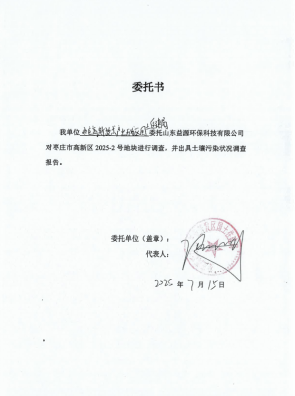 委托书
我单位 委托山东益源环保科技有限公司
对枣庄市高新区 2025-2 号地块进行调查，并出具土壤污染状况调查
报告。
委托单位（盖章）：
代表人：
2025 年 7 月 15 日